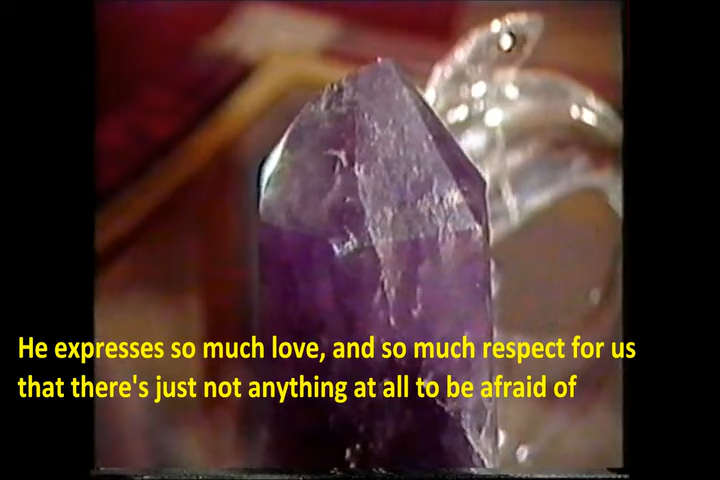 He expresses so much love, and so much respect for us
that there's just not anything at all to be afraid of